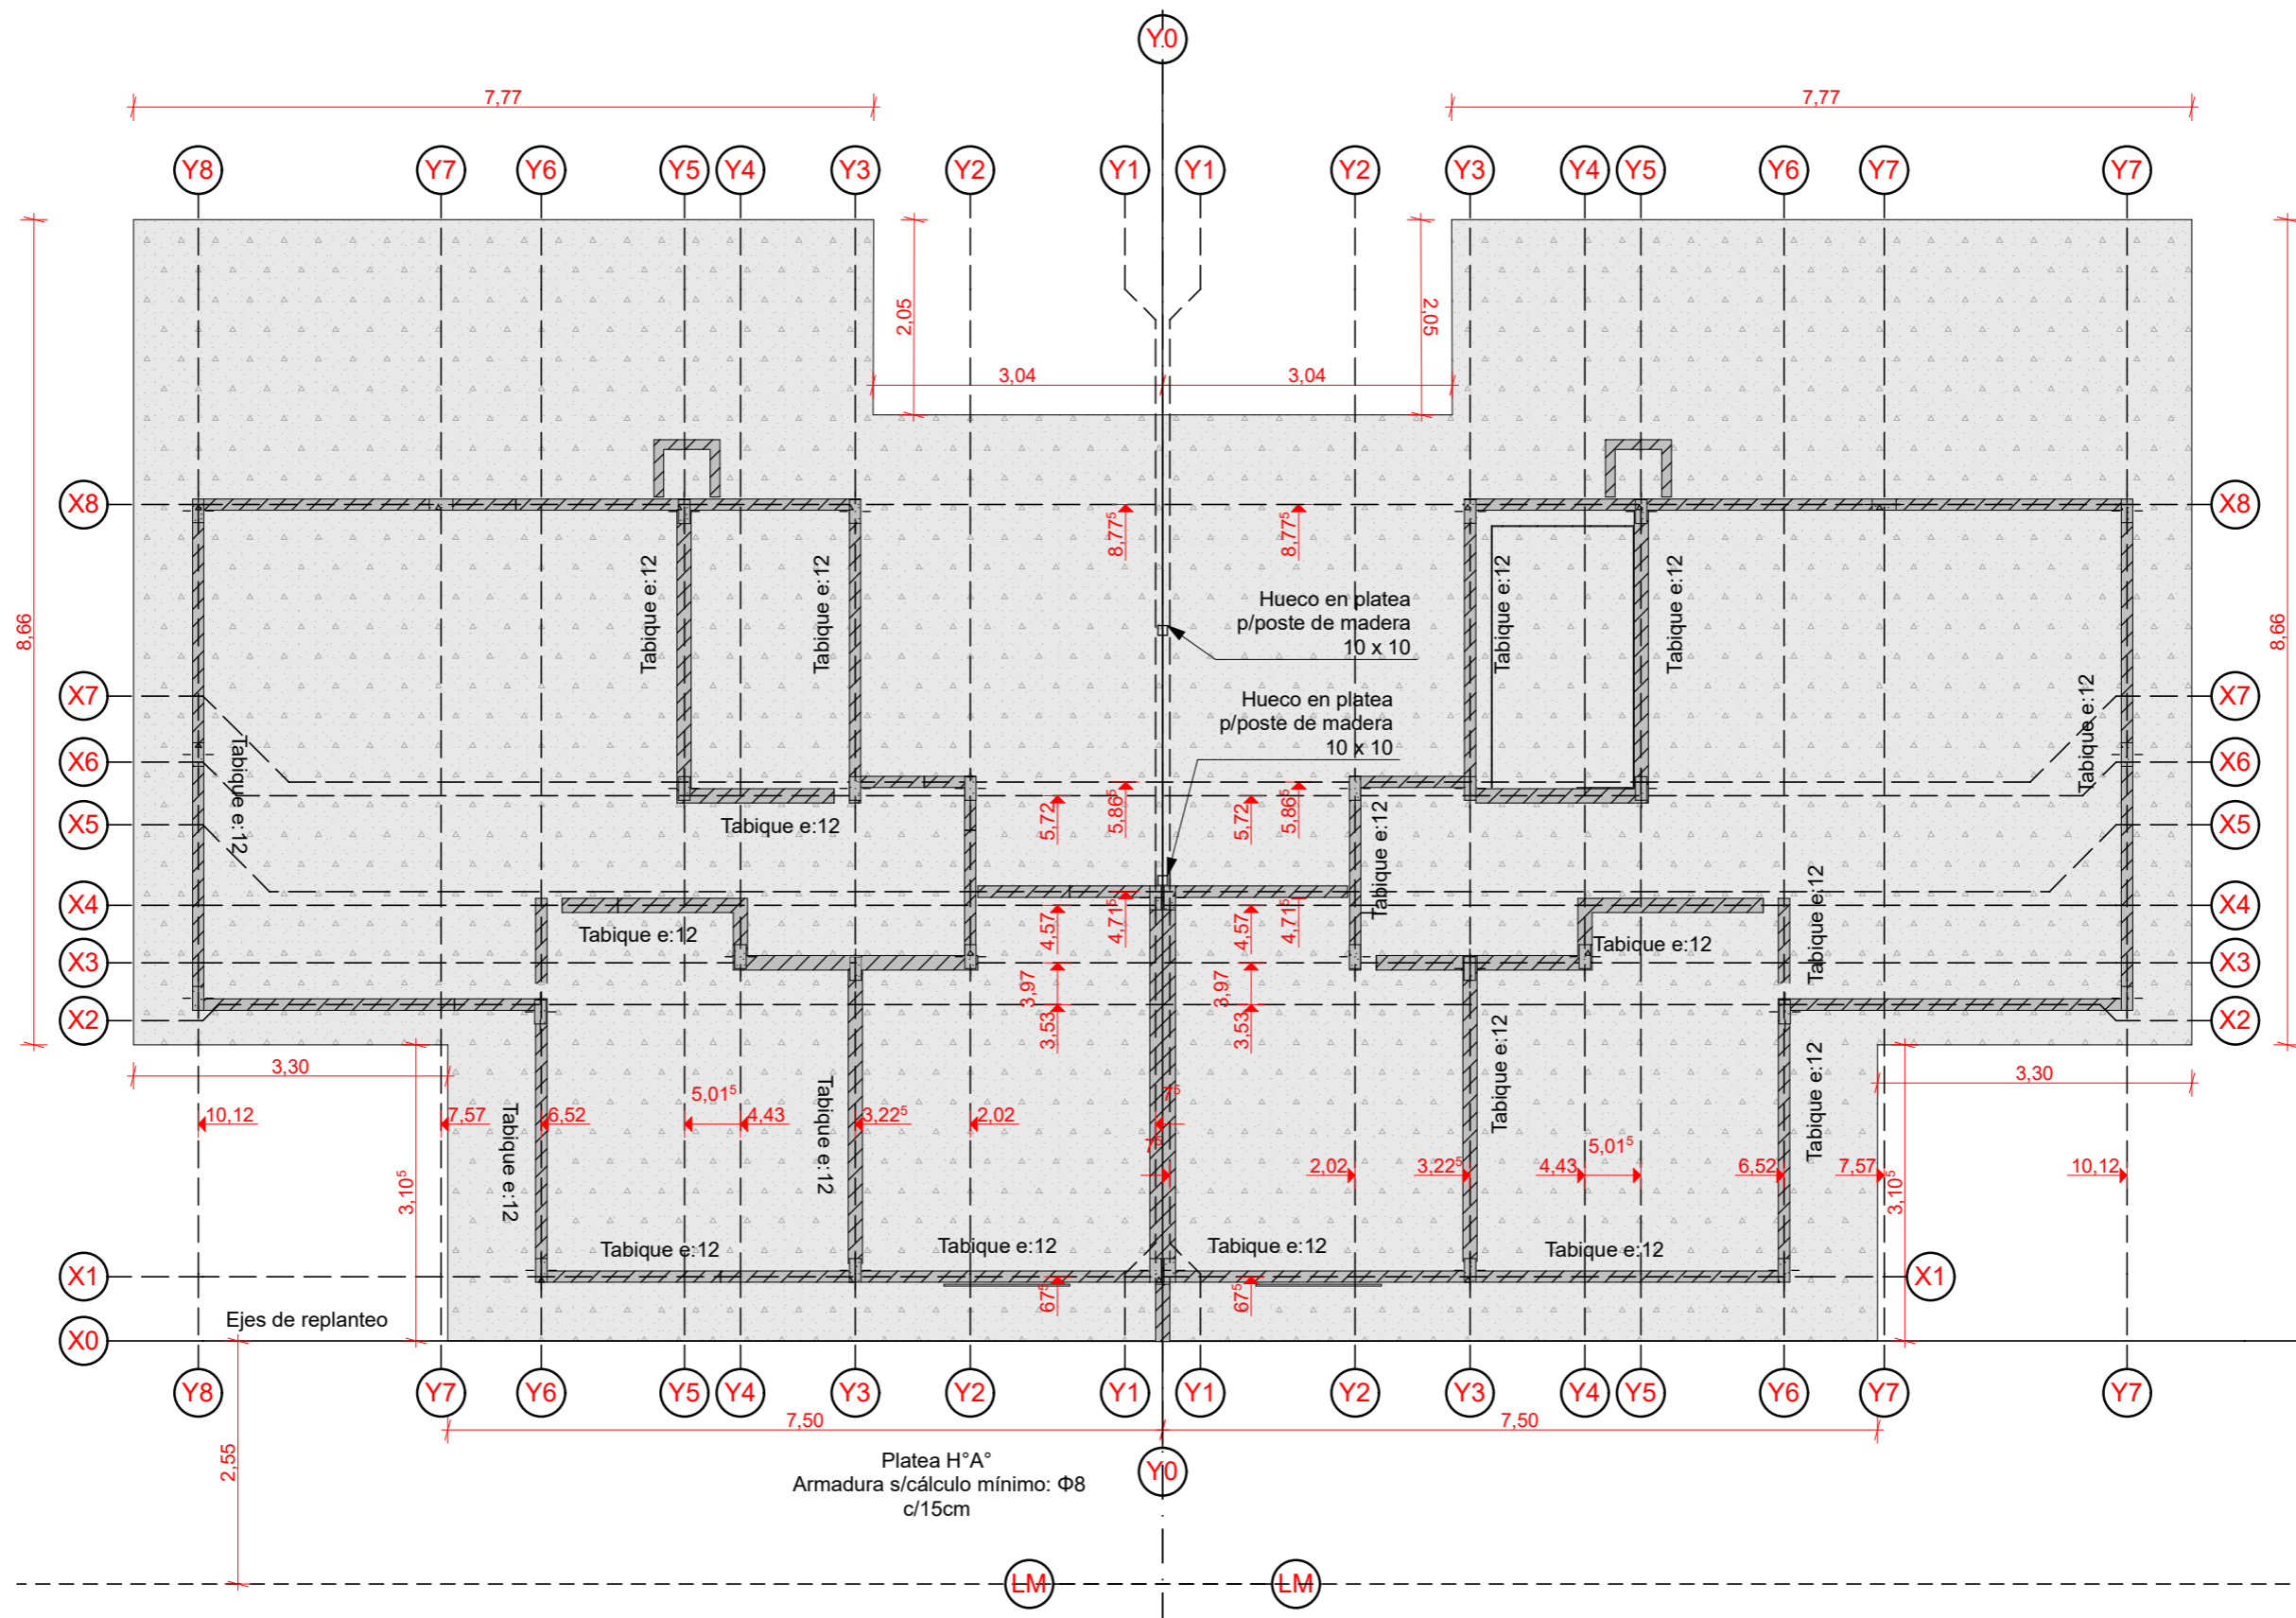 Y0
7,77
7,77
Y8
Y7
Y6
Y5
Y4
Y3
Y2
Y1
Y1
Y2
Y3
Y4
Y5
Y6
Y7
Y7
2,05
2,05
3,04
3,04
8,66
8,66
X8
X8
8,77⁵
8,77⁵
Tabique e:12
Tabique e:12
Tabique e:12
Tabique e:12
Hueco en platea
p/poste de madera
10 x 10
Hueco en platea
p/poste de madera
10 x 10
X7
X7
X6
X6
X5
X5
Tabique e:12
Tabique e:12
Tabique e:12
Tabique e:12
5,72
5,86⁵
5,72
5,86⁵
X4
X4
4,57
4,71⁵
4,57
4,71⁵
Tabique e:12
Tabique e:12
Tabique e:12
X3
X3
3,97
3,97
X2
X2
3,53
3,53
3,30
3,30
Tabique e:12
Tabique e:12
Tabique e:12
Tabique e:12
10,12
7,57
6,52
5,01⁵
4,43
3,22⁵
2,02
7⁵
7⁵
2,02
3,22⁵
4,43
5,01⁵
6,52
7,57
10,12
3,10⁵
3,10⁵
Tabique e:12
Tabique e:12
Tabique e:12
Tabique e:12
X1
X1
67⁵
67⁵
Ejes de replanteo
X0
Y8
Y7
Y6
Y5
Y4
Y3
Y2
Y1
Y1
Y2
Y3
Y4
Y5
Y6
Y7
Y7
7,50
7,50
2,55
Platea H°A°
Armadura s/cálculo mínimo: Φ8
c/15cm
Y0
LM
LM